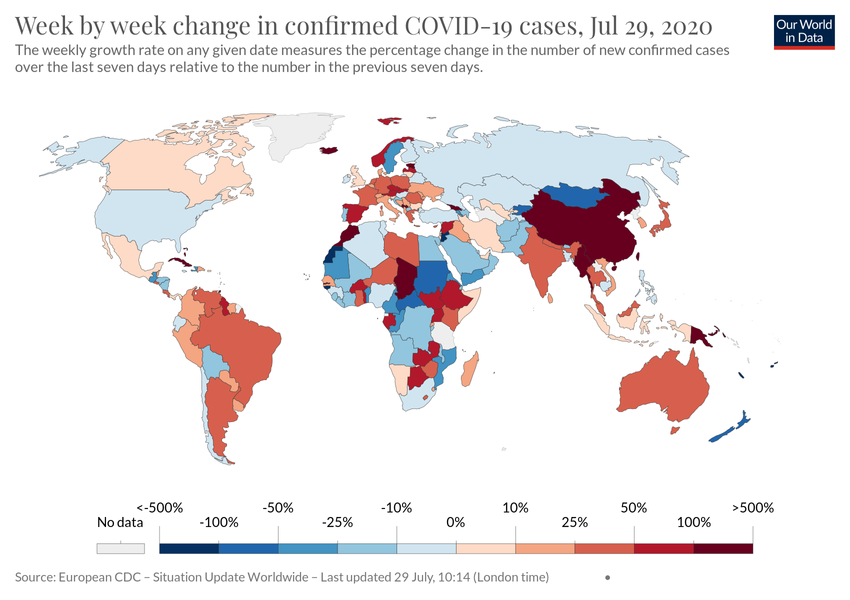 Week by week change in confirmed COVID-19 cases, Jul 29, 2020
Our World
in Data
The weekly growth rate on any given date measures the percentage change in the number of new confirmed cases
over the last seven days relative to the number in the previous seven days.
<-500% -50% -10% 10% 50% >500%
No data -100% -25% 0% 25% 100%
Source: European CDC – Situation Update Worldwide – Last updated 29 July, 10:14 (London time) •